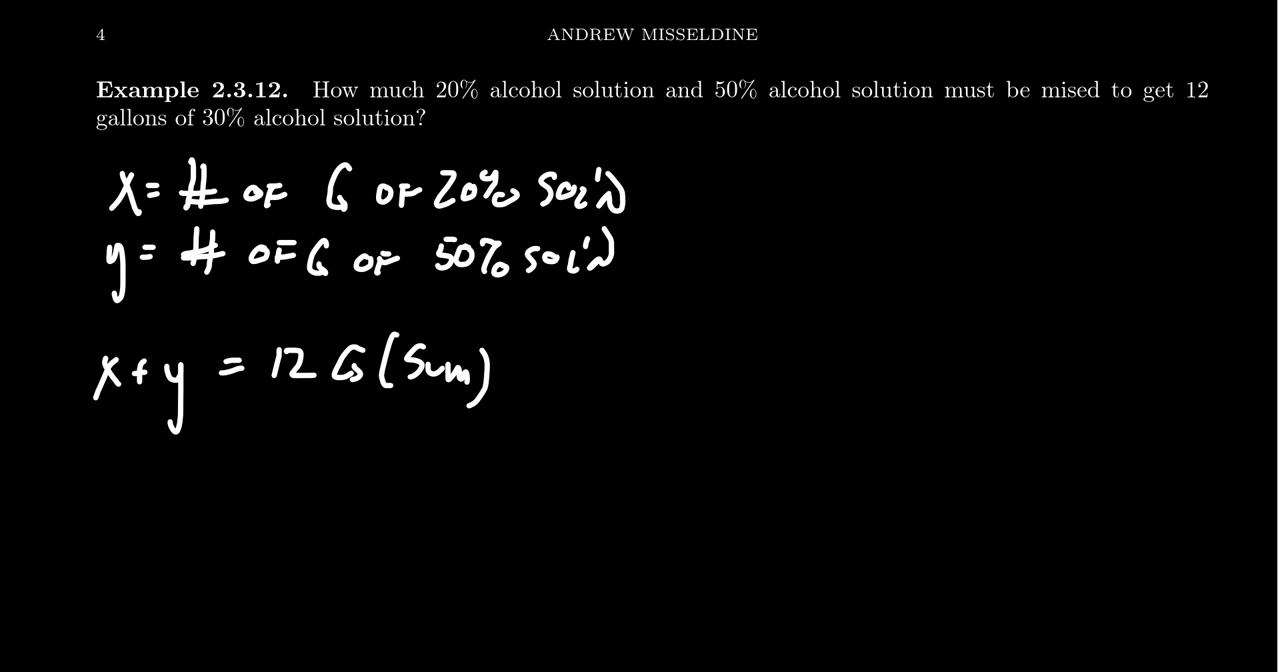 4 ANDREW MISSELDINE
Example 2.3.12. How much 20% alcohol solution and 50% alcohol solution must be mised to get 12
gallons of 30% alcohol solution?
x = # OF G OF 20% SOL'N
y = # OF G OF 50% SOL'N
x + y = 12 G (Sum)